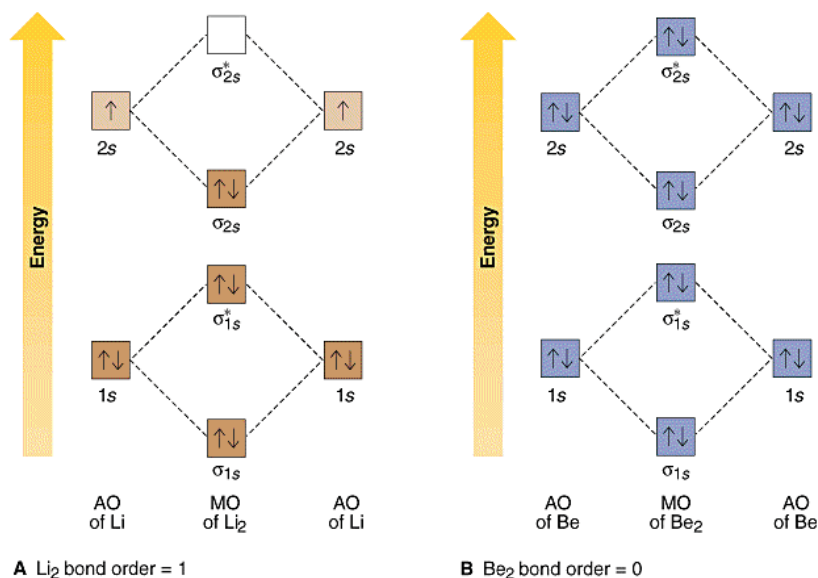 Energy
σ*2s
↑
2s
↑
2s
↑↓
σ2s
↑↓
σ*1s
↑↓
1s
↑↓
1s
↑↓
σ1s
AO
of Li
MO
of Li2
AO
of Li
A Li2 bond order = 1
Energy
↑↓
σ*2s
↑↓
2s
↑↓
2s
↑↓
σ2s
↑↓
σ*1s
↑↓
1s
↑↓
1s
↑↓
σ1s
AO
of Be
MO
of Be2
AO
of Be
B Be2 bond order = 0